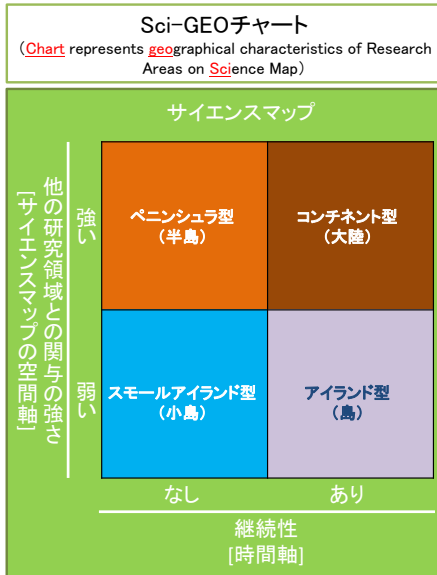 Sci-GEOチャート
(Chart represents geographical characteristics of Research
Areas on Science Map)
サイエンスマップ
他の研究領域との関与の強さ
[サイエンスマップの空間軸]
強い
弱い
ペニンシュラ型
(半島)
コンチネント型
(大陸)
スモールアイランド型
(小島)
アイランド型
(島)
なし
あり
継続性
[時間軸]